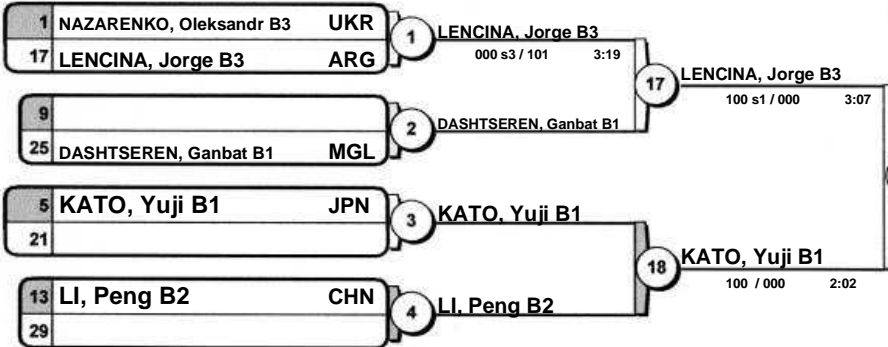 1 NAZARENKO, Oleksandr B3 UKR
17 LENCINA, Jorge B3 ARG
1
LENCINA, Jorge B3
000 s3 / 101 3:19
9
25 DASHTSEREN, Ganbat B1 MGL
2
DASHTSEREN, Ganbat B1
17
LENCINA, Jorge B3
100 s1 / 000 3:07
5 KATO, Yuji B1 JPN
21
3
KATO, Yuji B1
13 LI, Peng B2 CHN
29
4
LI, Peng B2
18
KATO, Yuji B1
100 / 000 2:02